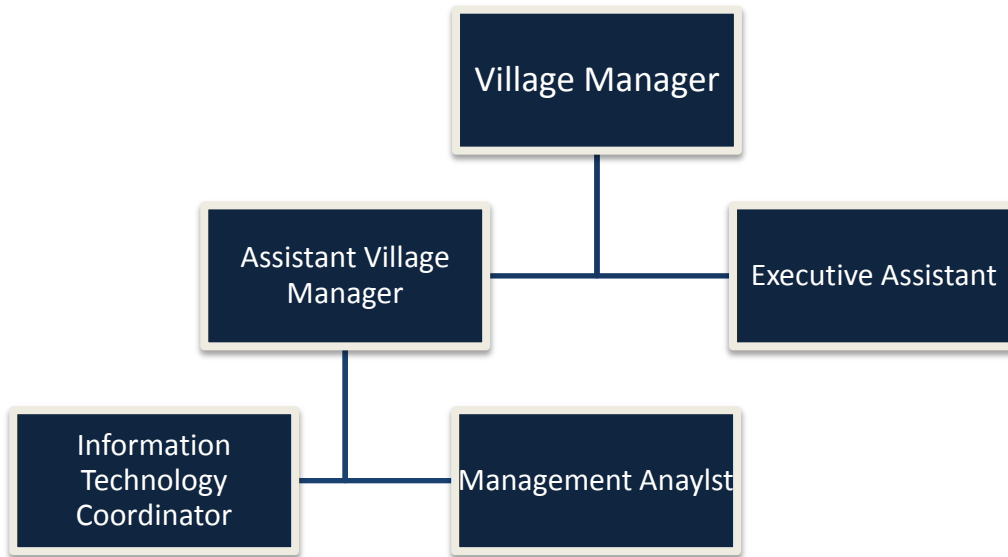 Village Manager
Assistant Village
Manager
Executive Assistant
Information
Technology
Coordinator
Management Anaylst